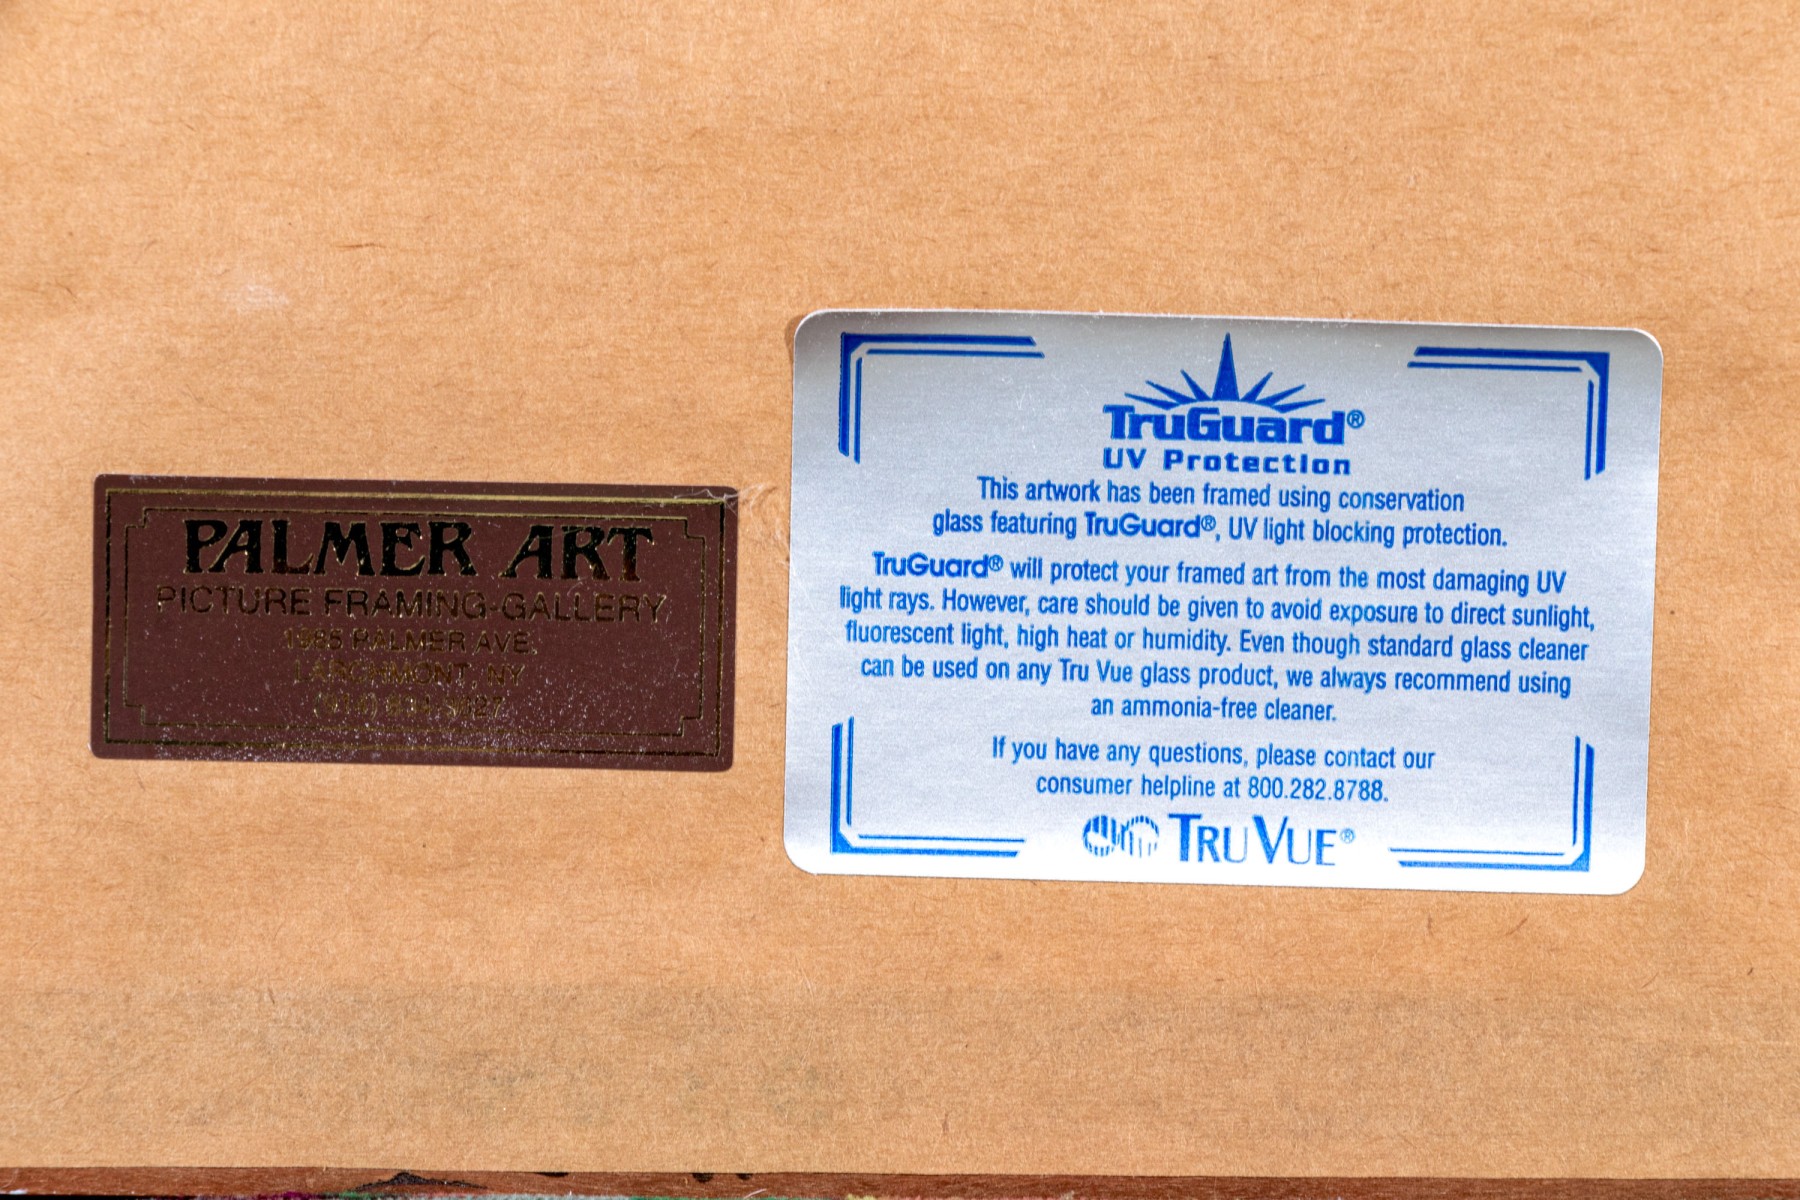 PALMER ART
PICTURE FRAMING-GALLERY
1985 PALMER AVE.
LARCHMONT, NY
TruGuard®
UV Protection
This artwork has been framed using conservation
glass featuring TruGuard®, UV light blocking protection.
TruGuard® will protect your framed art from the most damaging UV
light rays. However, care should be given to avoid exposure to direct sunlight,
fluorescent light, high heat or humidity. Even though standard glass cleaner
can be used on any Tru Vue glass product, we always recommend using
an ammonia-free cleaner.
If you have any questions, please contact our
consumer helpline at 800.282.8788.
TRU VUE®